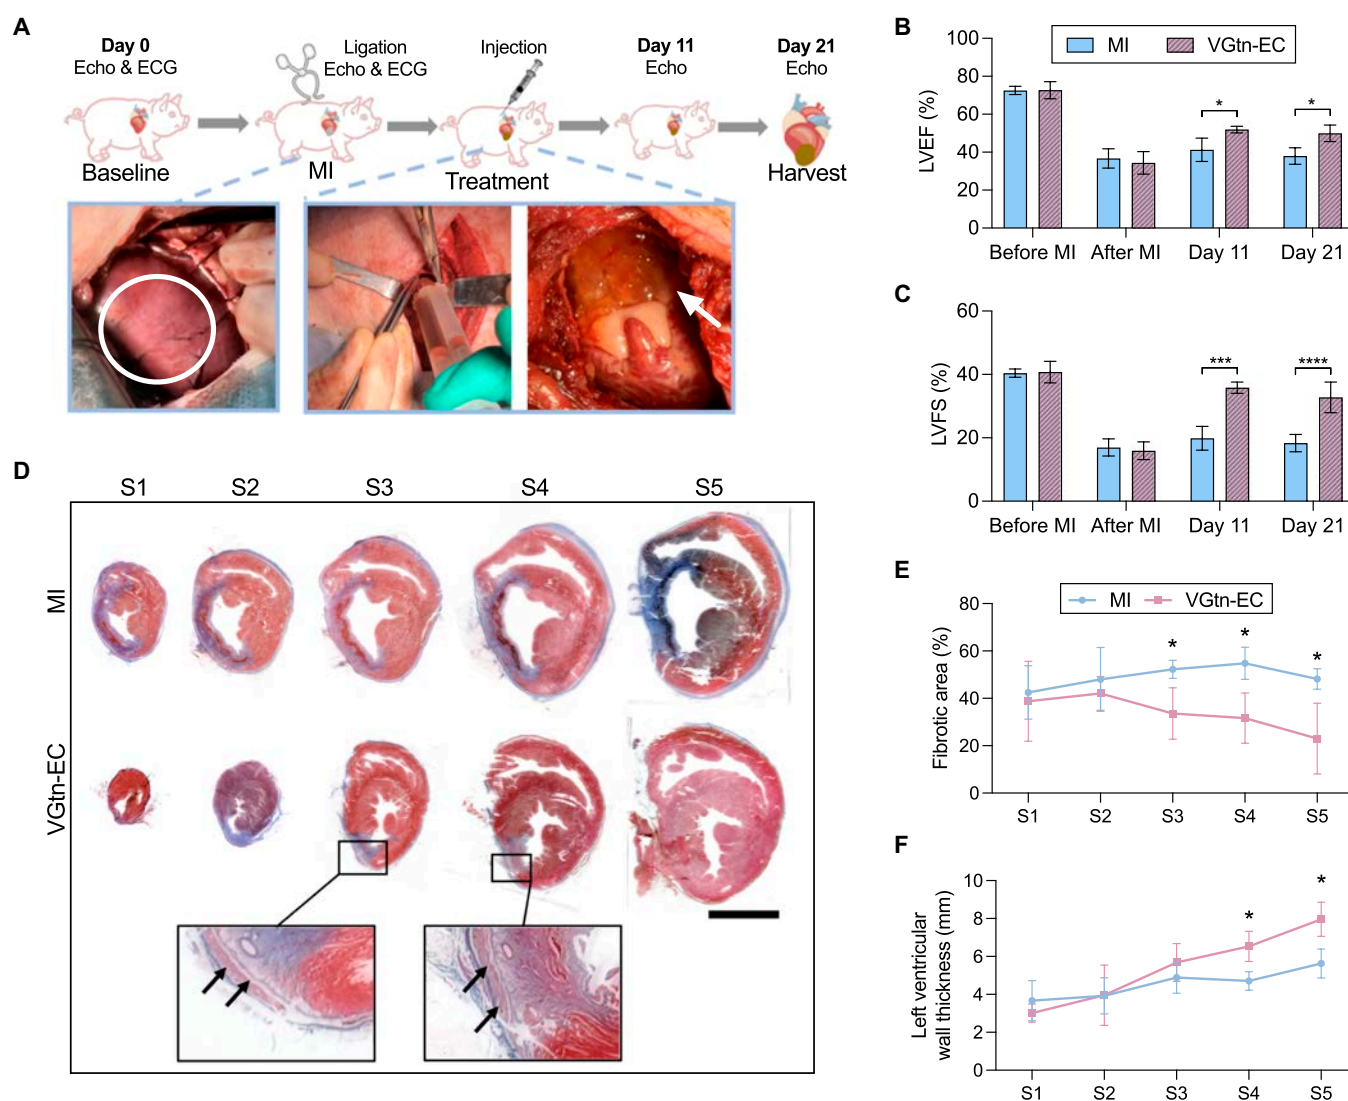 A
Day 0
Echo & ECG
Ligation
Echo & ECG
Injection
Day 11
Echo
Day 21
Echo
Baseline
MI
Treatment
Harvest
B
100
80
60
40
20
0
LVEF (%)
MI
VGtn-EC
*
*
Before MI
After MI
Day 11
Day 21
C
60
40
20
0
LVFS (%)
***
****
Before MI
After MI
Day 11
Day 21
D
S1
S2
S3
S4
S5
MI
VGtn-EC
E
80
60
40
20
0
Fibrotic area (%)
MI
VGtn-EC
*
*
*
S1
S2
S3
S4
S5
F
10
8
6
4
2
0
Left ventricular
wall thickness (mm)
*
*
S1
S2
S3
S4
S5